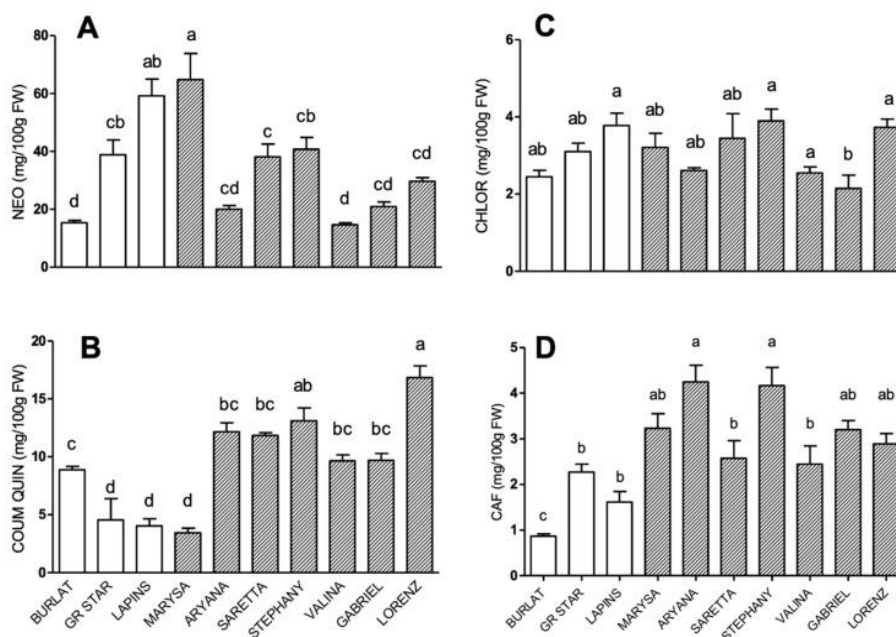 A
NEO (mg/100g FW)
80
60
40
20
0
d
cb
ab
a
cd
c
cb
d
cd
cd
C
CHLOR (mg/100g FW)
6
4
2
0
ab
ab
a
ab
ab
ab
a
a
b
a
B
COUM QUIN (mg/100g FW)
20
15
10
5
0
c
d
d
d
bc
bc
ab
bc
bc
a
BURLAT
GR STAR
LAPINS
MARYSA
ARYANA
SARETTA
STEPHANY
VALINA
GABRIEL
LORENZ
D
CAF (mg/100g FW)
5
4
3
2
1
0
c
b
b
ab
a
b
a
b
ab
ab
BURLAT
GR STAR
LAPINS
MARYSA
ARYANA
SARETTA
STEPHANY
VALINA
GABRIEL
LORENZ